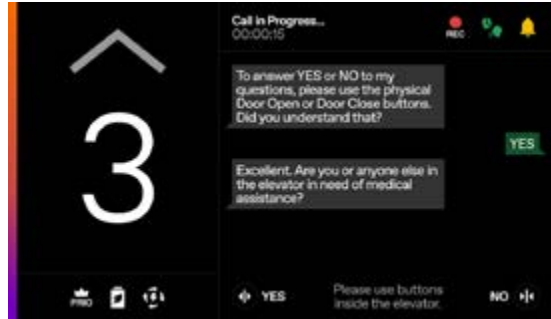 Call in Progress...
00:00:15
REC
3
To answer YES or NO to my
questions, please use the physical
Door Open or Door Close buttons.
Did you understand that?
YES
Excellent. Are you or anyone else in
the elevator in need of medical
assistance?
PRIO
YES
Please use buttons
inside the elevator.
NO